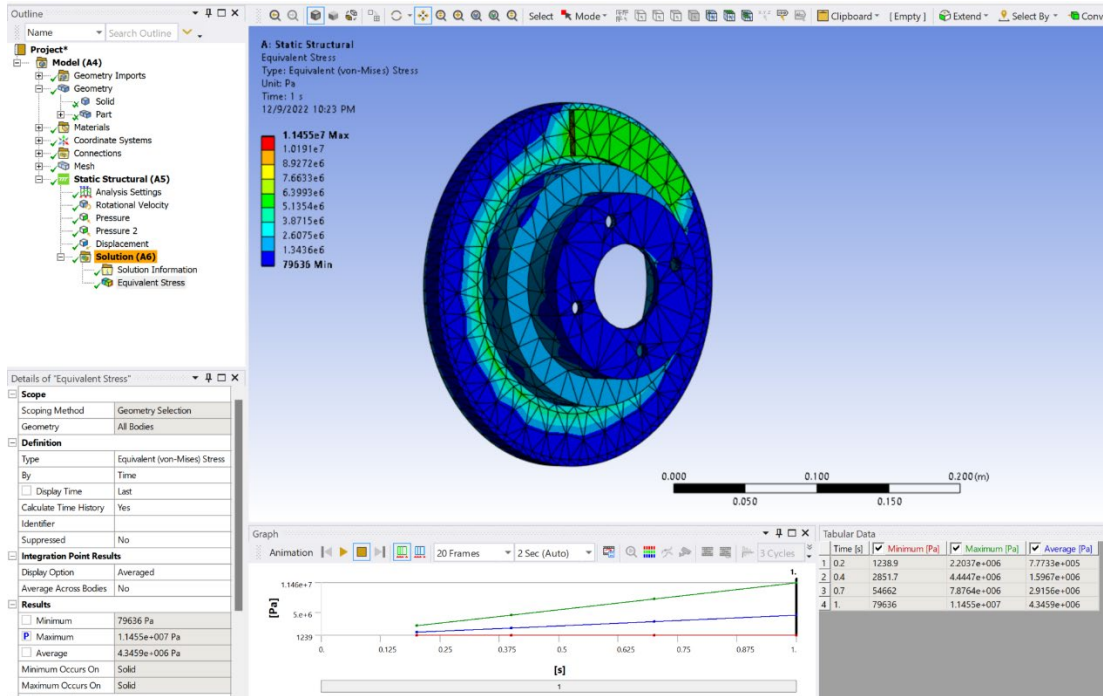 Outline
Name Search Outline
Project*
Model (A4)
Geometry Imports
Geometry
Solid
Part
Materials
Coordinate Systems
Connections
Mesh
Static Structural (A5)
Analysis Settings
Rotational Velocity
Pressure
Pressure 2
Displacement
Solution (A6)
Solution Information
Equivalent Stress
Details of "Equivalent Stress"
Scope
Scoping Method Geometry Selection
Geometry All Bodies
Definition
Type Equivalent (von-Mises) Stress
By Time
Display Time Last
Calculate Time History Yes
Identifier
Suppressed No
Integration Point Results
Display Option Averaged
Average Across Bodies No
Results
Minimum 79636 Pa
P Maximum 1.1455e+007 Pa
Average 4.3459e+006 Pa
Minimum Occurs On Solid
Maximum Occurs On Solid
Select Mode Clipboard [Empty] Extend Select By Conv
A: Static Structural
Equivalent Stress
Type: Equivalent (von-Mises) Stress
Unit: Pa
Time: 1 s
12/9/2022 10:23 PM
1.1455e7 Max
1.0191e7
8.9272e6
7.6633e6
6.3993e6
5.1354e6
3.8715e6
2.6075e6
1.3436e6
79636 Min
0.000 0.100 0.200 (m)
0.050 0.150
Graph
Animation 20 Frames 2 Sec (Auto) 3 Cycles
1.
1.146e+7
5.e+6
1239
[Pa]
0. 0.125 0.25 0.375 0.5 0.625 0.75 0.875 1.
[s]
1
Tabular Data
Time [s] Minimum [Pa] Maximum [Pa] Average [Pa]
1 0.2 1238.9 2.2037e+006 7.7733e+005
2 0.4 2851.7 4.4447e+006 1.5967e+006
3 0.7 54662 7.8764e+006 2.9156e+006
4 1. 79636 1.1455e+007 4.3459e+006